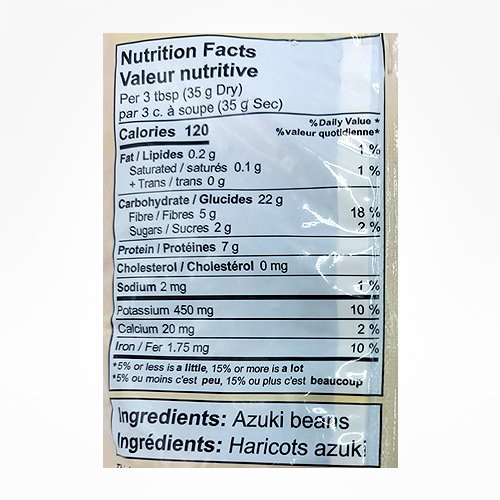 Nutrition Facts
Valeur nutritive
Per 3 tbsp (35 g Dry)
par 3 c. à soupe (35 g Sec)
Calories 120
% Daily Value *
% valeur quotidienne*
Fat / Lipides 0.2 g 1 %
Saturated / saturés 0.1 g 1 %
+ Trans / trans 0 g
Carbohydrate / Glucides 22 g
Fibre / Fibres 5 g 18 %
Sugars / Sucres 2 g 2 %
Protein / Protéines 7 g
Cholesterol / Cholestérol 0 mg
Sodium 2 mg 1 %
Potassium 450 mg 10 %
Calcium 20 mg 2 %
Iron / Fer 1.75 mg 10 %
*5% or less is a little, 15% or more is a lot
*5% ou moins c'est peu, 15% ou plus c'est beaucoup
Ingredients: Azuki beans
Ingrédients: Haricots azuki